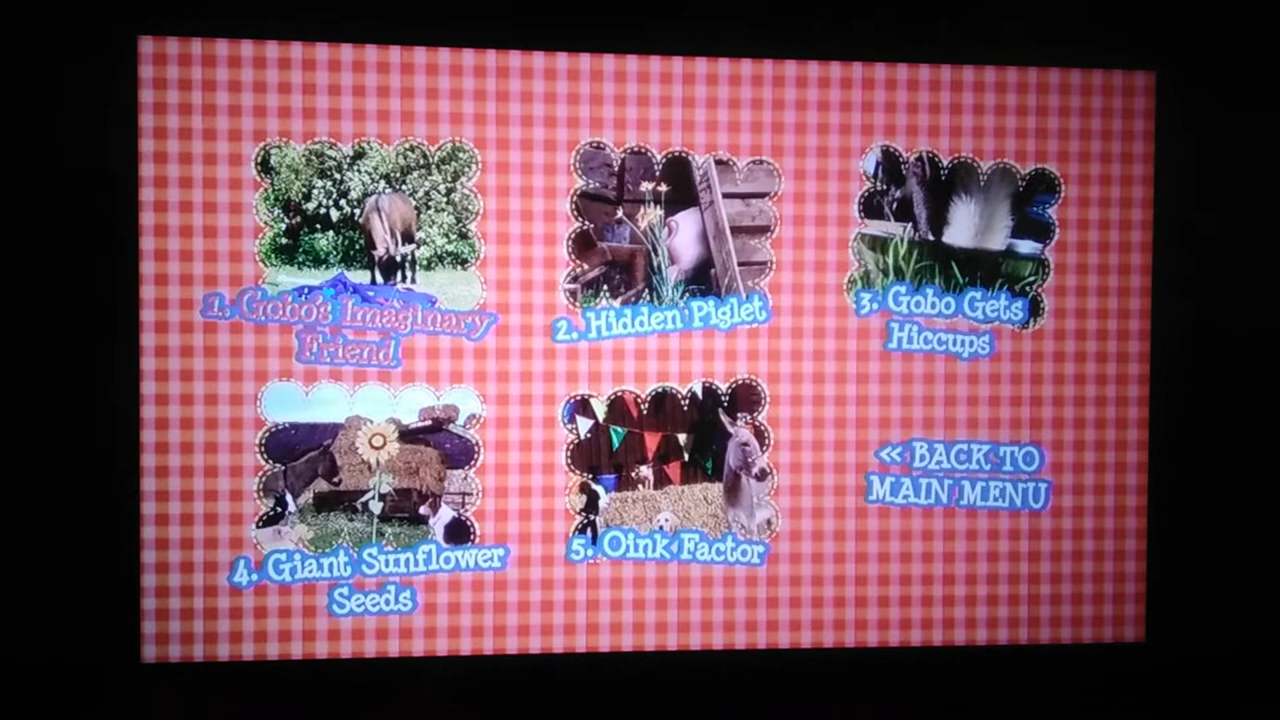 1. Gobo's Imaginary
Friend
2. Hidden Piglet
3. Gobo Gets
Hiccups
4. Giant Sunflower
Seeds
5. Oink Factor
<< BACK TO
MAIN MENU